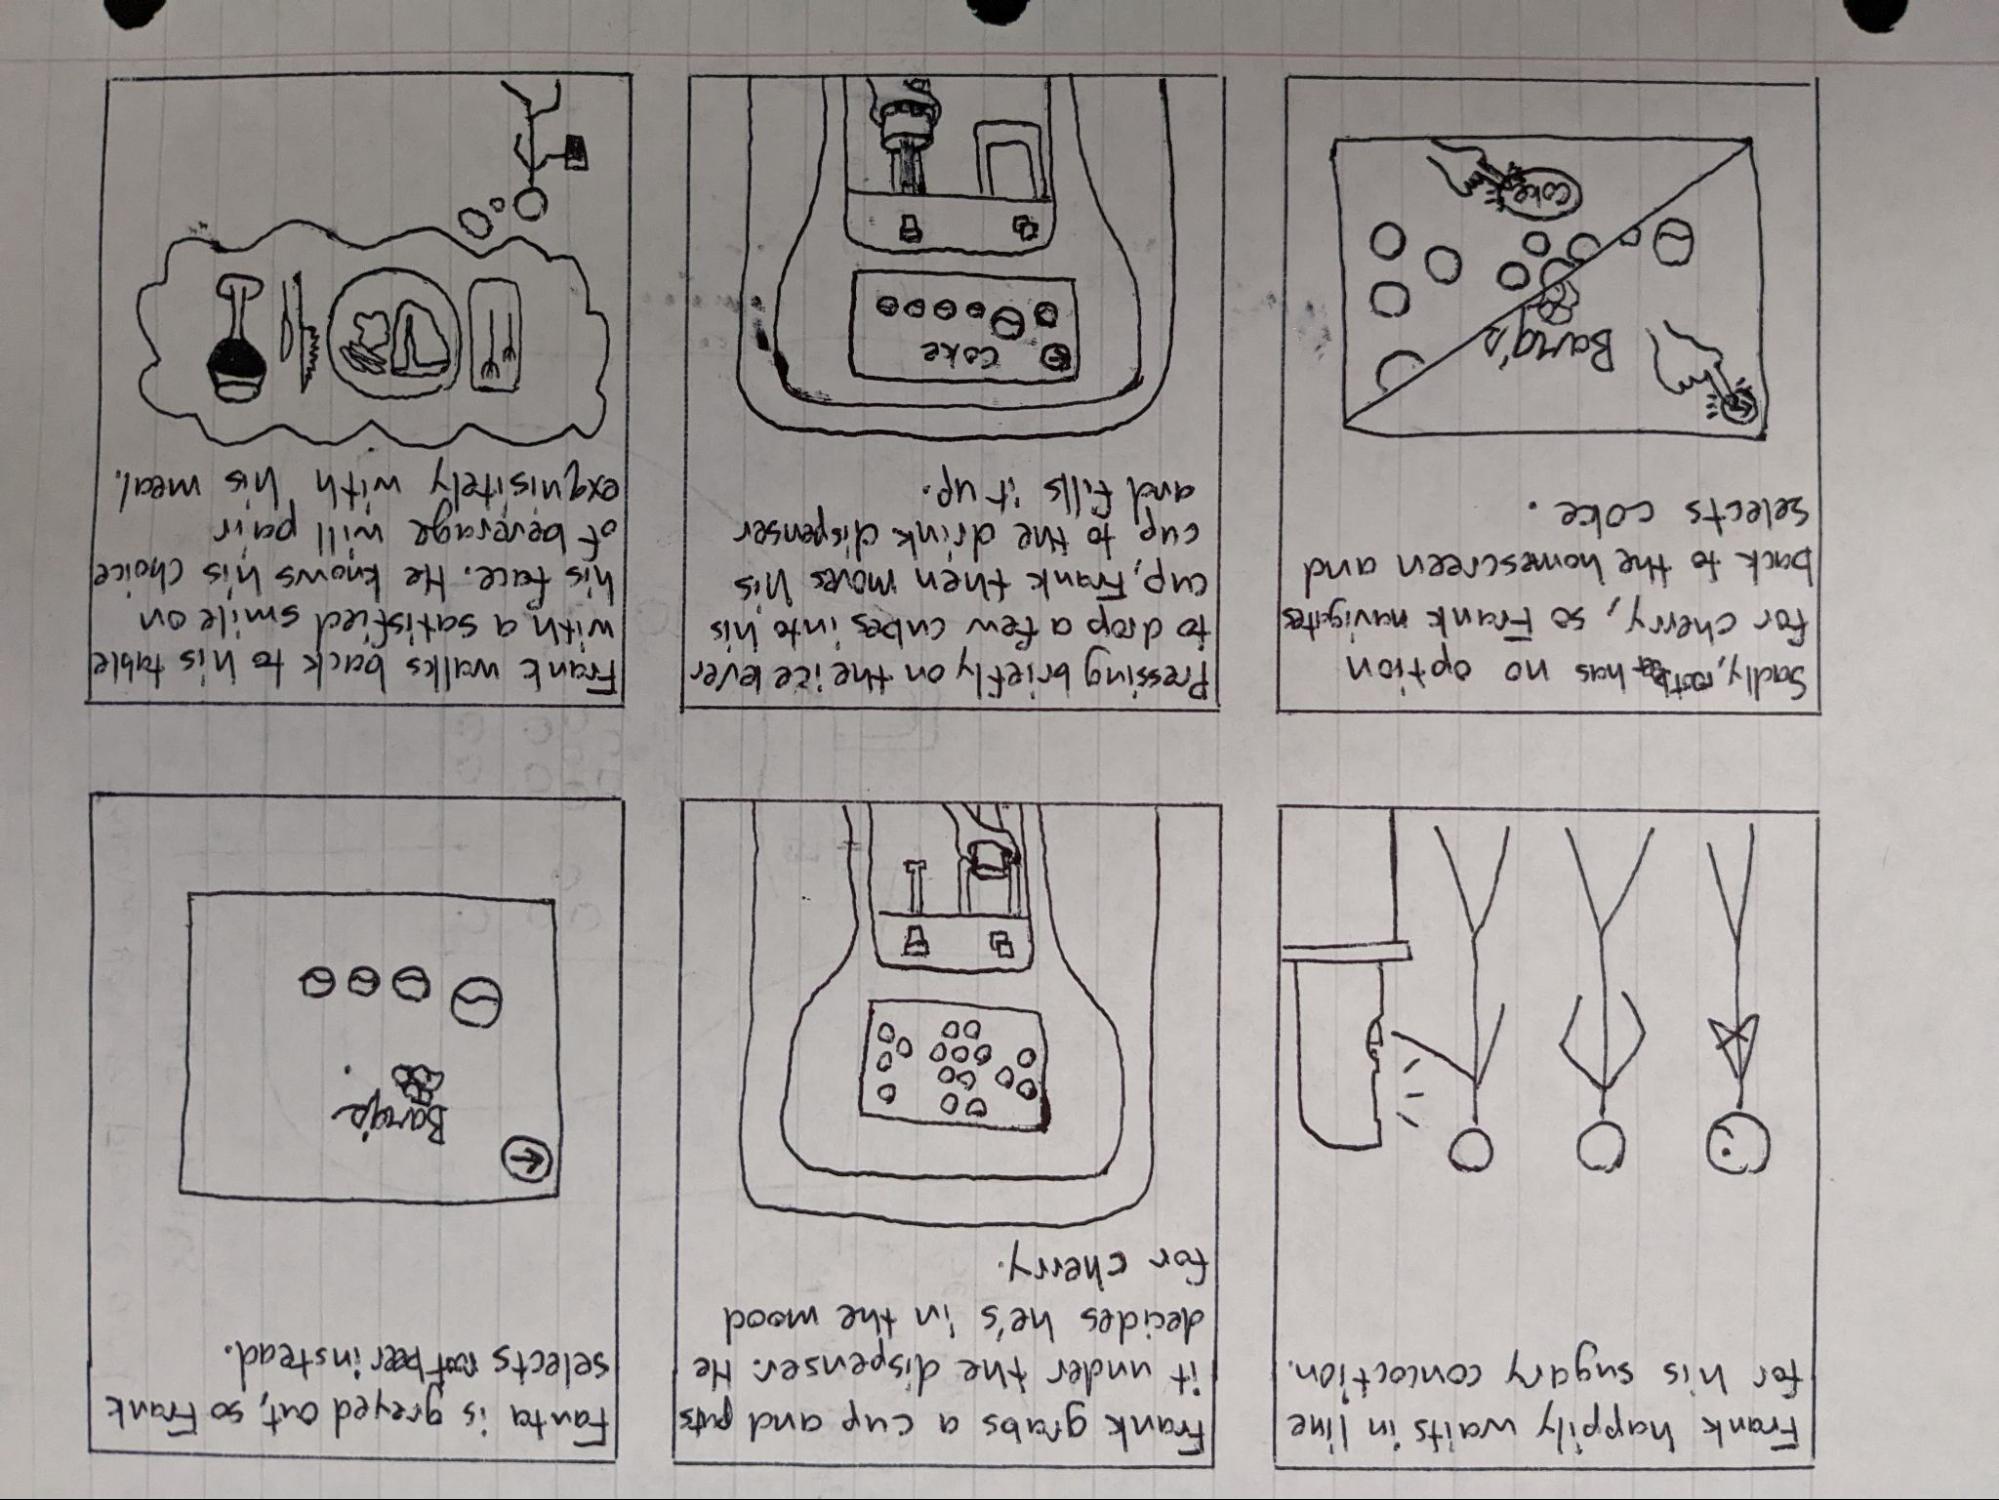 Frank happily waits in line
for his sugary concoction.
Frank grabs a cup and puts
it under the dispenser. He
decides he's in the mood
for cherry.
Fanta is greyed out, so Frank
selects root beer instead.
Barq's
Sadly, root beer has no option
for cherry, so Frank navigates
back to the homescreen and
selects coke.
Barq's
Coke
Pressing briefly on the ice lever
to drop a few cubes into his
cup, Frank then moves his
cup to the drink dispenser
and fills it up.
Coke
Frank walks back to his table
with a satisfied smile on
his face. He knows his choice
of beverage will pair
exquisitely with his meal.